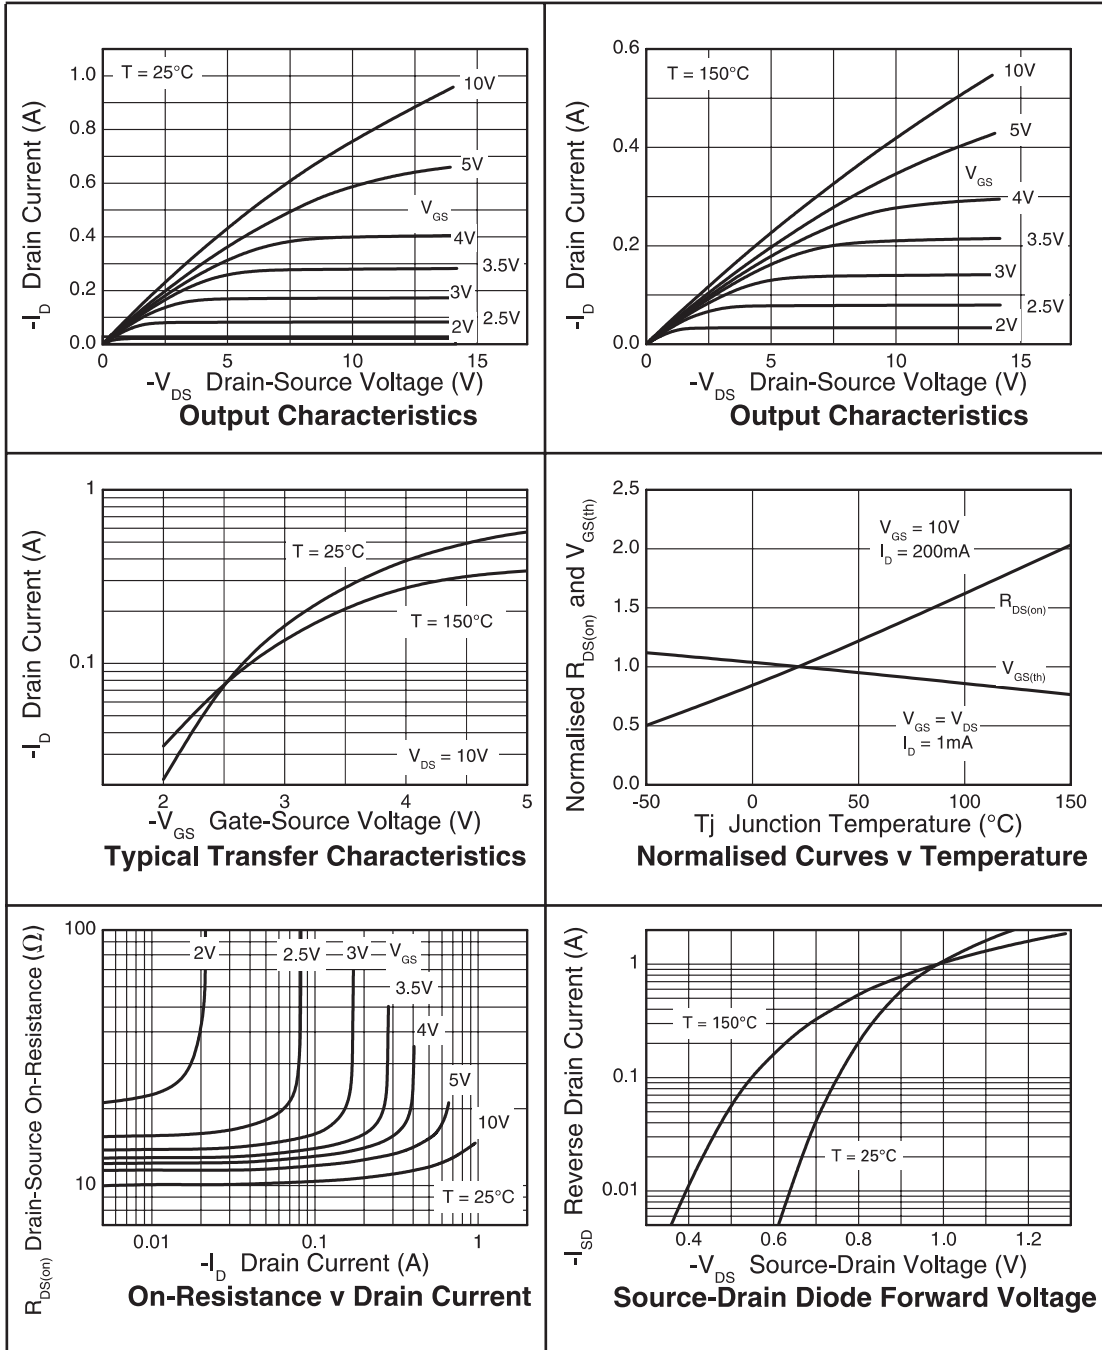 T = 25°C
10V
5V
V_GS
4V
3.5V
3V
2.5V
2V
1.0
0.8
0.6
0.4
0.2
0.0
0 5 10 15
-I_D Drain Current (A)
-V_DS Drain-Source Voltage (V)
Output Characteristics
T = 150°C
10V
5V
V_GS
4V
3.5V
3V
2.5V
2V
0.6
0.4
0.2
0.0
0 5 10 15
-I_D Drain Current (A)
-V_DS Drain-Source Voltage (V)
Output Characteristics
1
0.1
T = 25°C
T = 150°C
V_DS = 10V
2 3 4 5
-I_D Drain Current (A)
-V_GS Gate-Source Voltage (V)
Typical Transfer Characteristics
2.5
2.0
1.5
1.0
0.5
0.0
V_GS = 10V
I_D = 200mA
R_DS(on)
V_GS(th)
V_GS = V_DS
I_D = 1mA
-50 0 50 100 150
Normalised R_DS(on) and V_GS(th)
Tj Junction Temperature (°C)
Normalised Curves v Temperature
100
10
2V
2.5V
3V
V_GS
3.5V
4V
5V
10V
T = 25°C
0.01 0.1 1
R_DS(on) Drain-Source On-Resistance (Ω)
-I_D Drain Current (A)
On-Resistance v Drain Current
1
0.1
0.01
T = 150°C
T = 25°C
0.4 0.6 0.8 1.0 1.2
-I_SD Reverse Drain Current (A)
-V_DS Source-Drain Voltage (V)
Source-Drain Diode Forward Voltage